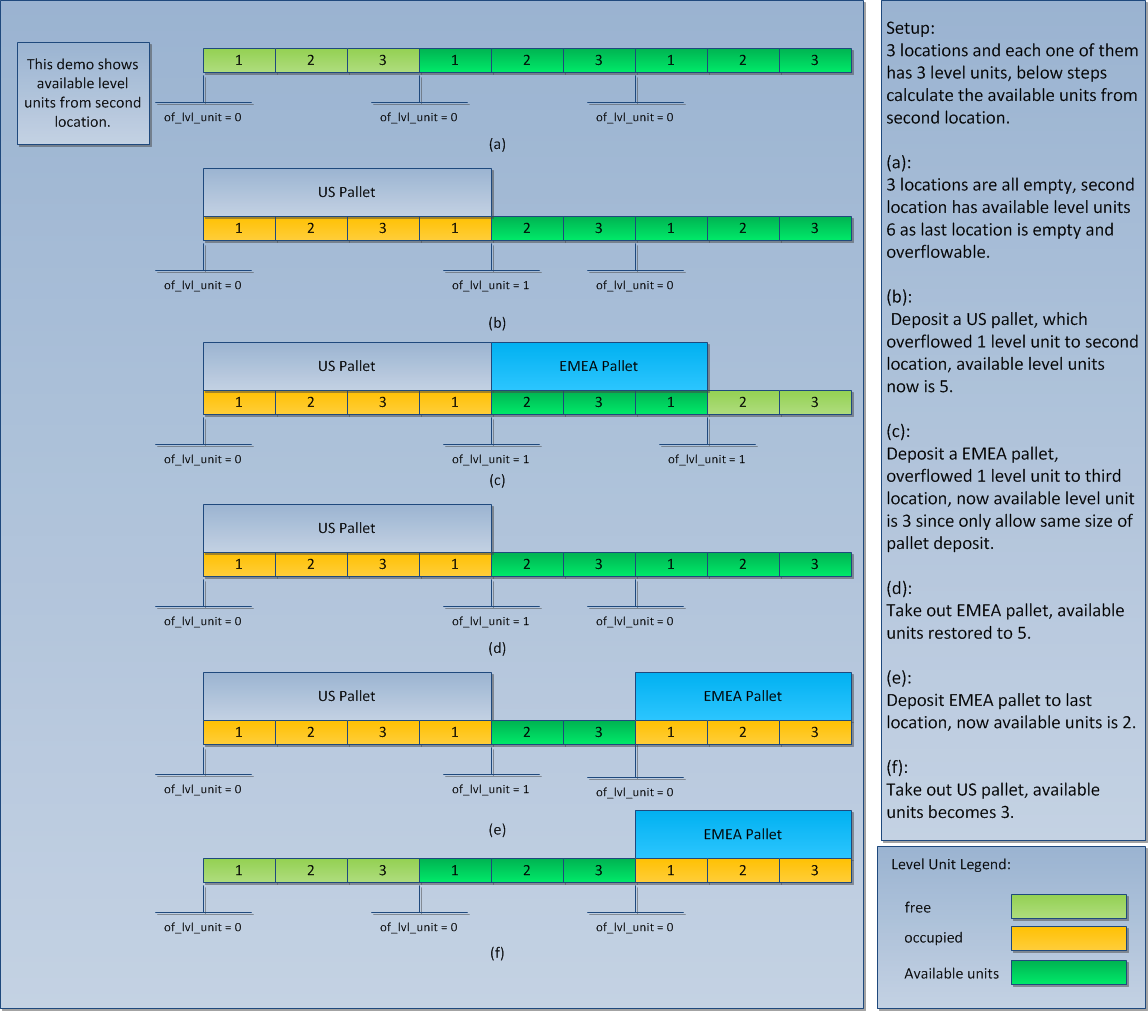 This demo shows
available level
units from second
location.
1 2 3 1 2 3 1 2 3
of_lvl_unit = 0 of_lvl_unit = 0 of_lvl_unit = 0
(a)
US Pallet
1 2 3 1 2 3 1 2 3
of_lvl_unit = 0 of_lvl_unit = 1 of_lvl_unit = 0
(b)
US Pallet EMEA Pallet
1 2 3 1 2 3 1 2 3
of_lvl_unit = 0 of_lvl_unit = 1 of_lvl_unit = 1
(c)
US Pallet
1 2 3 1 2 3 1 2 3
of_lvl_unit = 0 of_lvl_unit = 1 of_lvl_unit = 0
(d)
US Pallet EMEA Pallet
1 2 3 1 2 3 1 2 3
of_lvl_unit = 0 of_lvl_unit = 1 of_lvl_unit = 0
(e)
EMEA Pallet
1 2 3 1 2 3 1 2 3
of_lvl_unit = 0 of_lvl_unit = 0 of_lvl_unit = 0
(f)
Setup:
3 locations and each one of them
has 3 level units, below steps
calculate the available units from
second location.
(a):
3 locations are all empty, second
location has available level units
6 as last location is empty and
overflowable.
(b):
Deposit a US pallet, which
overflowed 1 level unit to second
location, available level units
now is 5.
(c):
Deposit a EMEA pallet,
overflowed 1 level unit to third
location, now available level unit
is 3 since only allow same size of
pallet deposit.
(d):
Take out EMEA pallet, available
units restored to 5.
(e):
Deposit EMEA pallet to last
location, now available units is 2.
(f):
Take out US pallet, available
units becomes 3.
Level Unit Legend:
free
occupied
Available units